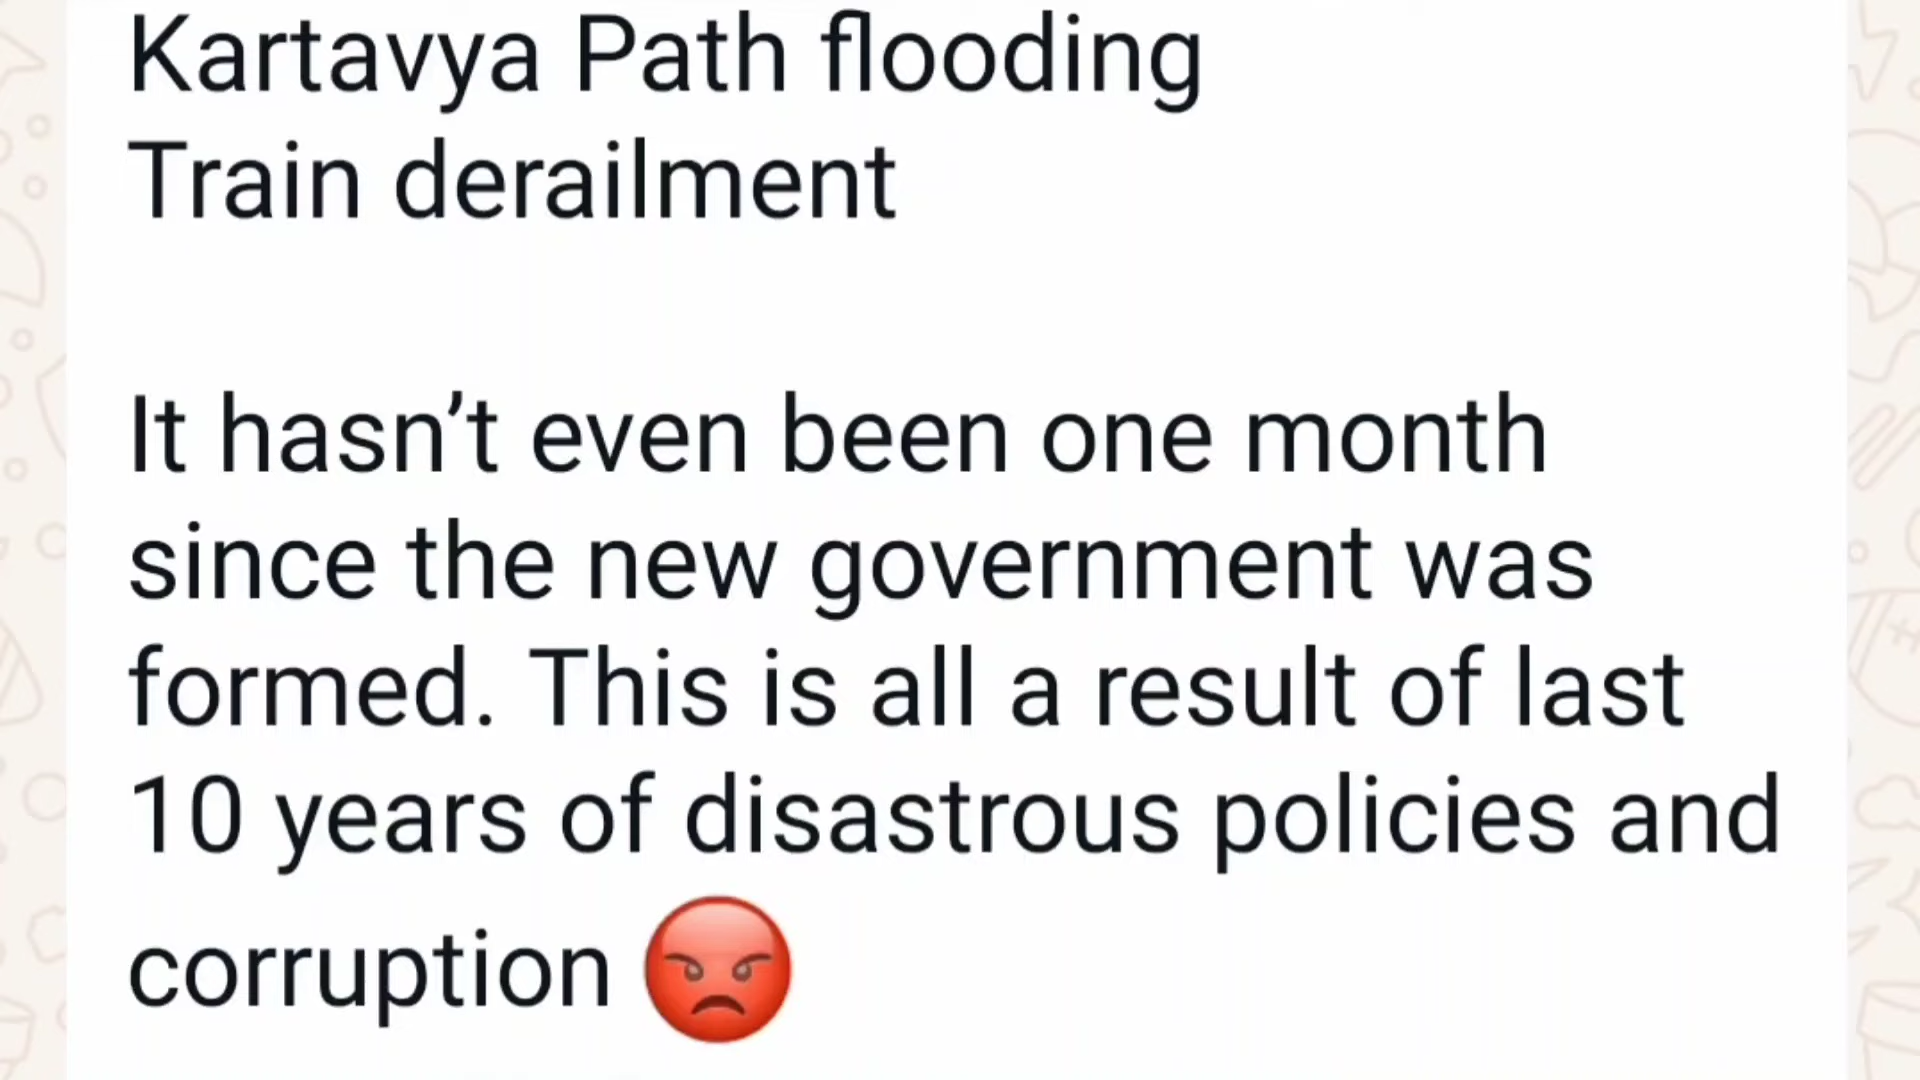 Kartavya Path flooding
Train derailment
It hasn’t even been one month
since the new government was
formed. This is all a result of last
10 years of disastrous policies and
corruption 😡